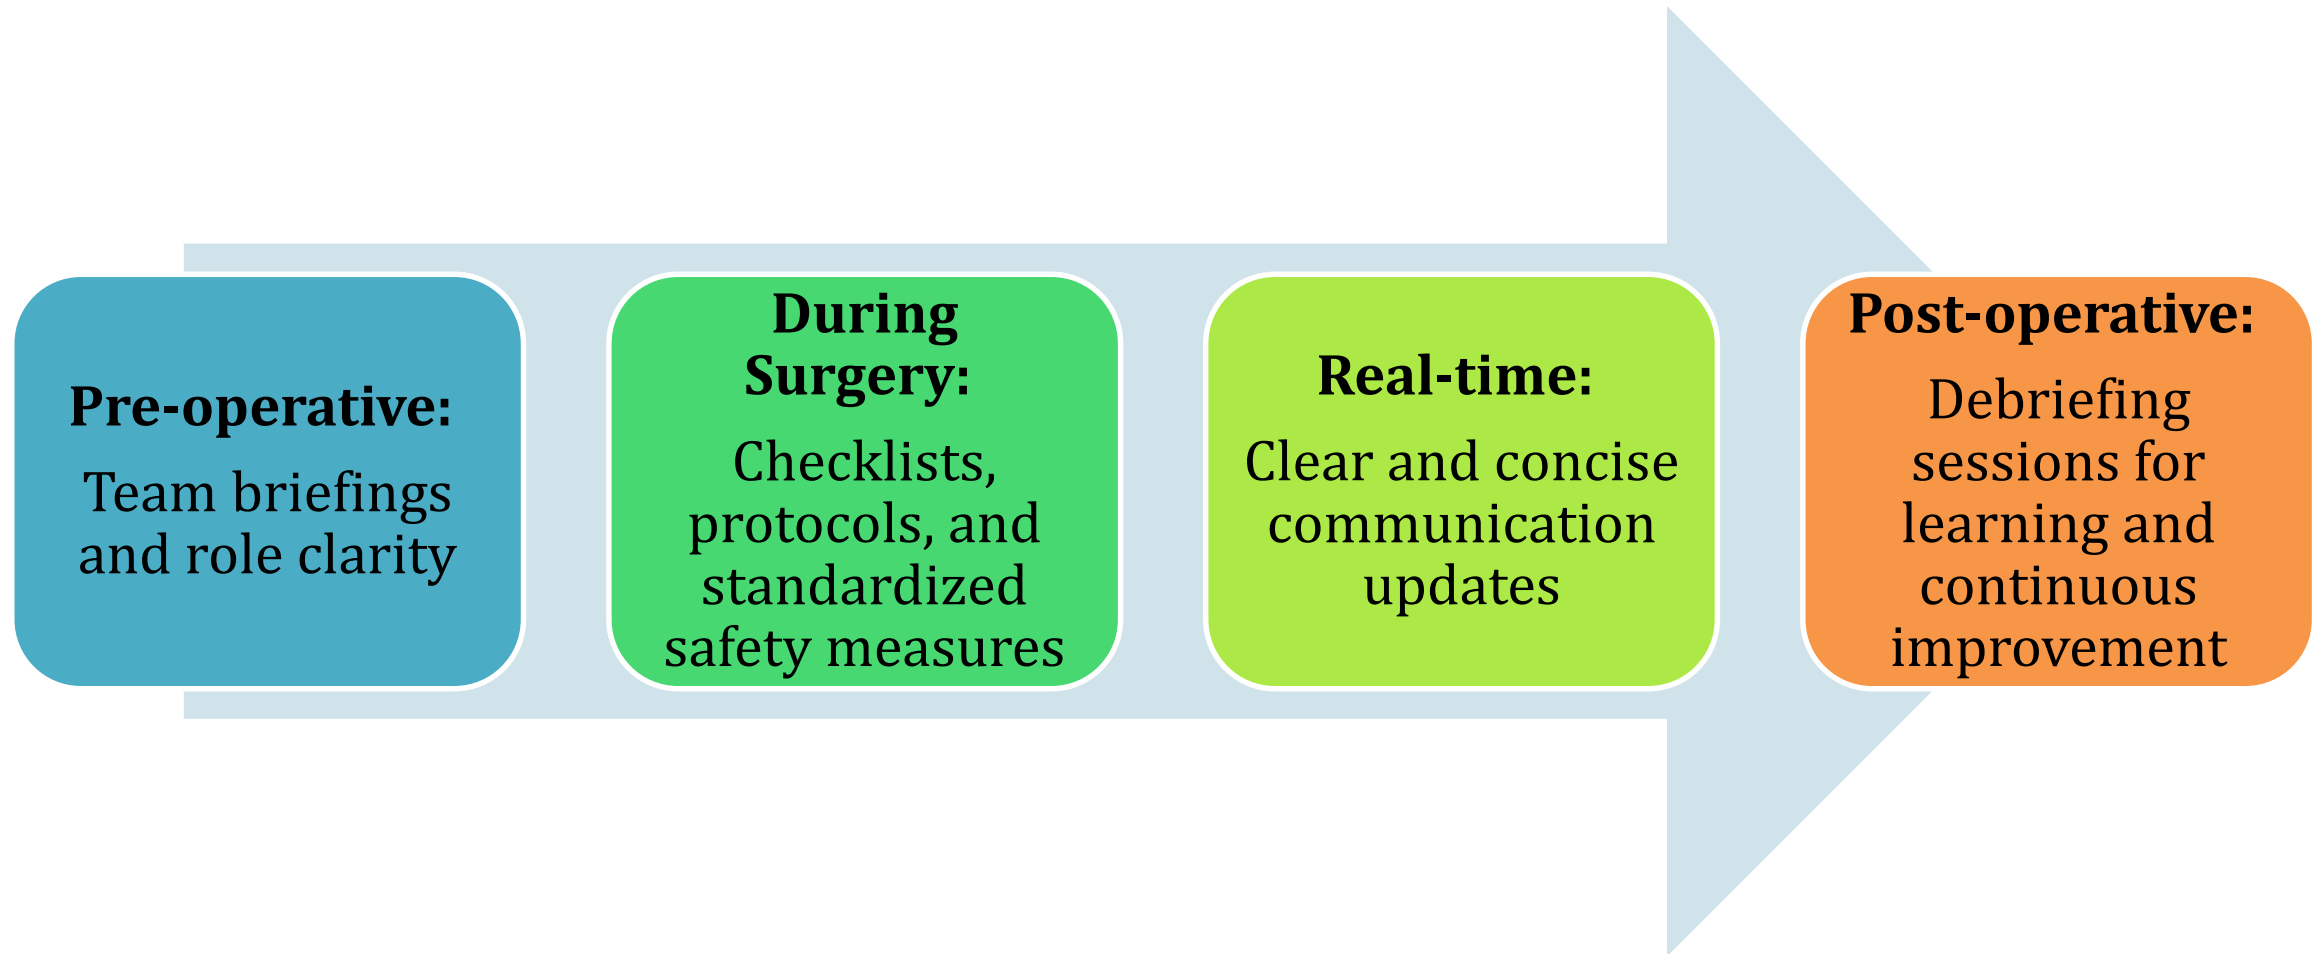 Pre-operative:
Team briefings
and role clarity
During
Surgery:
Checklists,
protocols, and
standardized
safety measures
Real-time:
Clear and concise
communication
updates
Post-operative:
Debriefing
sessions for
learning and
continuous
improvement